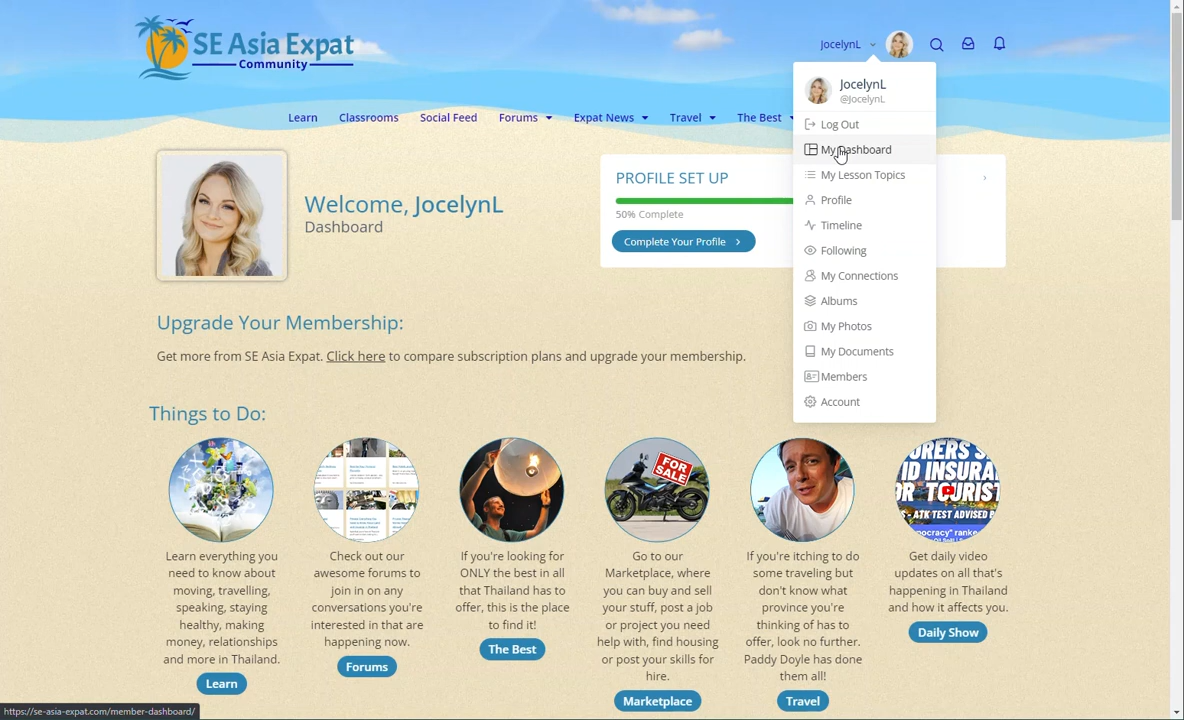 SE Asia Expat
Community
JocelynL
JocelynL
@JocelynL
Log Out
My Dashboard
My Lesson Topics
Profile
Timeline
Following
My Connections
Albums
My Photos
My Documents
Members
Account
Learn Classrooms Social Feed Forums Expat News Travel The Best
Welcome, JocelynL
Dashboard
PROFILE SET UP
50% Complete
Complete Your Profile
Upgrade Your Membership:
Get more from SE Asia Expat. Click here to compare subscription plans and upgrade your membership.
Things to Do:
Learn everything you
need to know about
moving, travelling,
speaking, staying
healthy, making
money, relationships
and more in Thailand.
Learn
Check out our
awesome forums to
join in on any
conversations you're
interested in that are
happening now.
Forums
If you're looking for
ONLY the best in all
that Thailand has to
offer, this is the place
to find it!
The Best
FOR
SALE
Go to our
Marketplace, where
you can buy and sell
your stuff, post a job
or project you need
help with, find housing
or post your skills for
hire.
Marketplace
If you're itching to do
some traveling but
don't know what
province you're
thinking of has to
offer, look no further.
Paddy Doyle has done
them all!
Travel
URERS S
ID INSURA
OR TOURIST
- ATK TEST ADVISED B
ocracy" ranke
Get daily video
updates on all that's
happening in Thailand
and how it affects you.
Daily Show
https://se-asia-expat.com/member-dashboard/